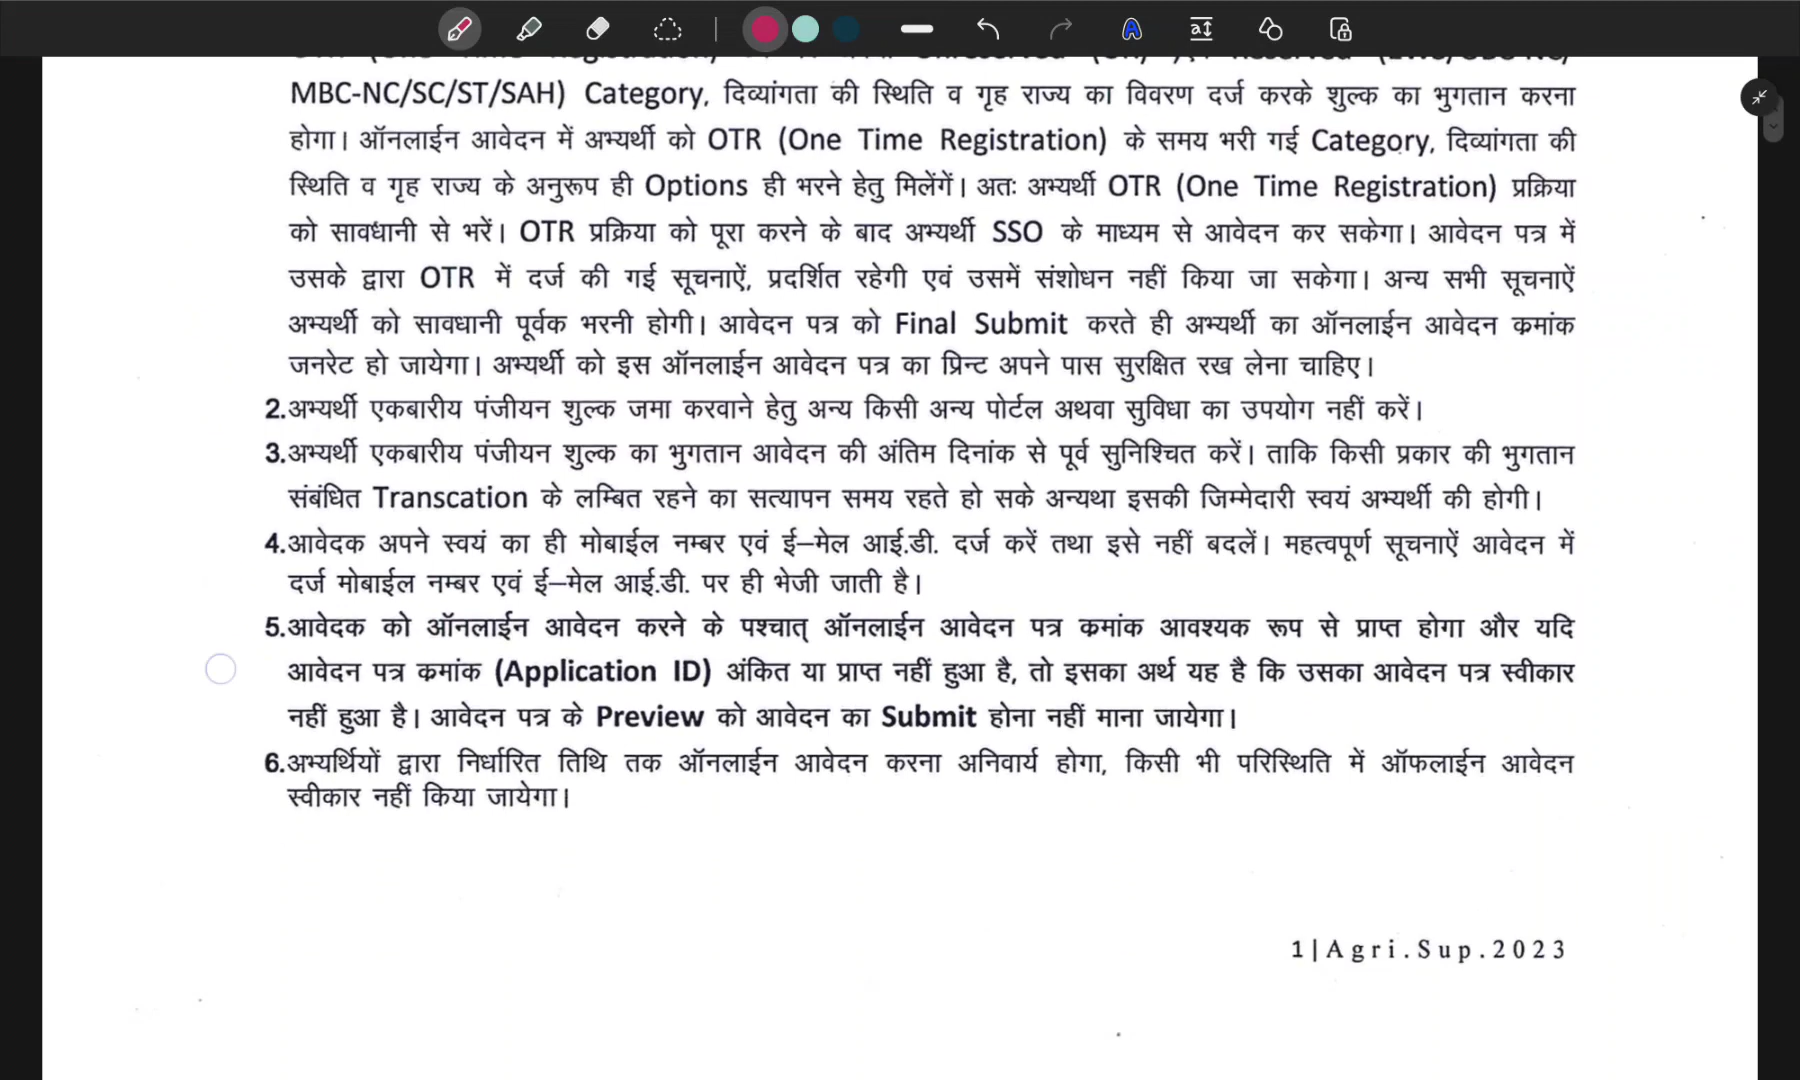 MBC-NC/SC/ST/SAH) Category, दिव्यांगता की स्थिति व गृह राज्य का विवरण दर्ज करके शुल्क का भुगतान करना
होगा। ऑनलाईन आवेदन में अभ्यर्थी को OTR (One Time Registration) के समय भरी गई Category, दिव्यांगता की
स्थिति व गृह राज्य के अनुरूप ही Options ही भरने हेतु मिलेंगें। अतः अभ्यर्थी OTR (One Time Registration) प्रक्रिया
को सावधानी से भरें। OTR प्रक्रिया को पूरा करने के बाद अभ्यर्थी SSO के माध्यम से आवेदन कर सकेगा। आवेदन पत्र में
उसके द्वारा OTR में दर्ज की गई सूचनाऐं, प्रदर्शित रहेगी एवं उसमें संशोधन नहीं किया जा सकेगा। अन्य सभी सूचनाऐं
अभ्यर्थी को सावधानी पूर्वक भरनी होगी। आवेदन पत्र को Final Submit करते ही अभ्यर्थी का ऑनलाईन आवेदन क्रमांक
जनरेट हो जायेगा। अभ्यर्थी को इस ऑनलाईन आवेदन पत्र का प्रिन्ट अपने पास सुरक्षित रख लेना चाहिए।
2.अभ्यर्थी एकबारीय पंजीयन शुल्क जमा करवाने हेतु अन्य किसी अन्य पोर्टल अथवा सुविधा का उपयोग नहीं करें।
3.अभ्यर्थी एकबारीय पंजीयन शुल्क का भुगतान आवेदन की अंतिम दिनांक से पूर्व सुनिश्चित करें। ताकि किसी प्रकार की भुगतान
संबंधित Transcation के लम्बित रहने का सत्यापन समय रहते हो सके अन्यथा इसकी जिम्मेदारी स्वयं अभ्यर्थी की होगी।
4.आवेदक अपने स्वयं का ही मोबाईल नम्बर एवं ई–मेल आई.डी. दर्ज करें तथा इसे नहीं बदलें। महत्वपूर्ण सूचनाऐं आवेदन में
दर्ज मोबाईल नम्बर एवं ई–मेल आई.डी. पर ही भेजी जाती है।
5.आवेदक को ऑनलाईन आवेदन करने के पश्चात् ऑनलाईन आवेदन पत्र क्रमांक आवश्यक रूप से प्राप्त होगा और यदि
आवेदन पत्र क्रमांक (Application ID) अंकित या प्राप्त नहीं हुआ है, तो इसका अर्थ यह है कि उसका आवेदन पत्र स्वीकार
नहीं हुआ है। आवेदन पत्र के Preview को आवेदन का Submit होना नहीं माना जायेगा।
6.अभ्यर्थियों द्वारा निर्धारित तिथि तक ऑनलाईन आवेदन करना अनिवार्य होगा, किसी भी परिस्थिति में ऑफलाईन आवेदन
स्वीकार नहीं किया जायेगा।
1|Agri.Sup.2023